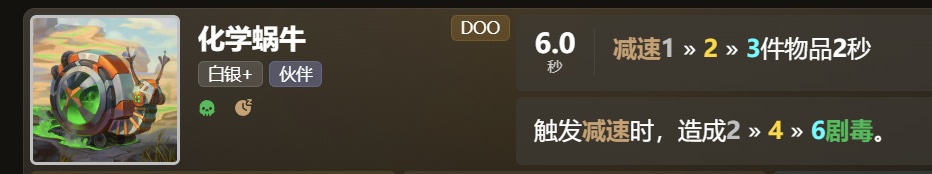 化学蜗牛
DOO
白银+
伙伴
6.0
秒
减速1 » 2 » 3件物品2秒
触发减速时，造成2 » 4 » 6剧毒。